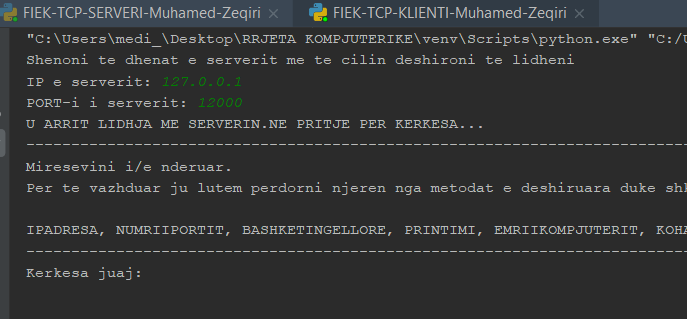 FIEK-TCP-SERVERI-Muhamed-Zeqiri FIEK-TCP-KLIENTI-Muhamed-Zeqiri
"C:\Users\medi_\Desktop\RRJETA KOMPJUTERIKE\venv\Scripts\python.exe" "C:/U
Shenoni te dhenat e serverit me te cilin deshironi te lidheni
IP e serverit: 127.0.0.1
PORT-i i serverit: 12000
U ARRIT LIDHJA ME SERVERIN.NE PRITJE PER KERKESA...
--------------------------------------------------------------------------
Miresevini i/e nderuar.
Per te vazhduar ju lutem perdorni njeren nga metodat e deshiruara duke shk
IPADRESA, NUMRIIPORTIT, BASHKETINGELLORE, PRINTIMI, EMRIIKOMPJUTERIT, KOHA
--------------------------------------------------------------------------
Kerkesa juaj: